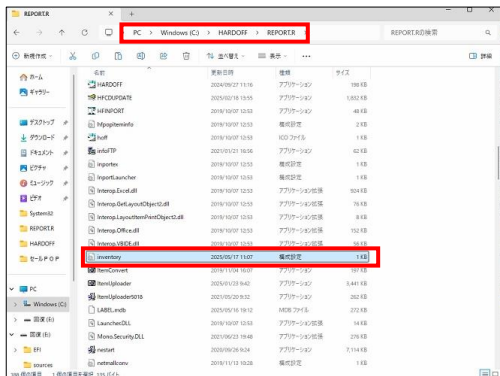 REPORT.R
PC > Windows (C:) > HARDOFF > REPORT.R
REPORT.Rの検索
新規作成
並べ替え
表示
詳細
名前 更新日時 種類 サイズ
ホーム
ギャラリー
デスクトップ
ダウンロード
ドキュメント
ピクチャ
ミュージック
ビデオ
System32
REPORT.R
HARDOFF
セールPOP
PC
Windows (C:)
EFI
sources
HARDOFF 2024/09/27 11:16 アプリケーション 198 KB
HFCDUPDATE 2025/02/18 13:55 アプリケーション 1,832 KB
HFINPORT 2019/10/07 12:53 アプリケーション 48 KB
hfpopiteminfo 2019/10/07 12:53 構成設定 2 KB
hoff 2019/10/07 12:53 ICO ファイル 1 KB
infoFTP 2021/01/21 16:36 アプリケーション 62 KB
Inportex 2019/10/07 12:53 構成設定 1 KB
InportLauncher 2019/10/07 12:53 構成設定 1 KB
Interop.Excel.dll 2019/10/07 12:53 アプリケーション拡張 934 KB
Interop.GetLayoutObject2.dll 2019/10/07 12:53 アプリケーション拡張 76 KB
Interop.LayoutItemPrintObject2.dll 2019/10/07 12:53 アプリケーション拡張 8 KB
Interop.Office.dll 2019/10/07 12:53 アプリケーション拡張 152 KB
Interop.VBIDE.dll 2019/10/07 12:53 アプリケーション拡張 56 KB
inventory 2025/05/17 11:07 構成設定 1 KB
ItemConvert 2019/11/04 16:07 アプリケーション 197 KB
ItemUploader 2025/01/23 9:42 アプリケーション 5,441 KB
ItemUploader5018 2021/05/20 9:32 アプリケーション 262 KB
LABEL.mdb 2025/05/16 19:12 MDB ファイル 272 KB
LauncherDLL 2019/10/07 12:53 アプリケーション拡張 14 KB
Mono.Security.DLL 2021/06/23 19:48 アプリケーション拡張 276 KB
nestart 2020/09/26 9:24 アプリケーション 7,114 KB
netmallconv 2019/11/13 10:28 構成設定 1 KB